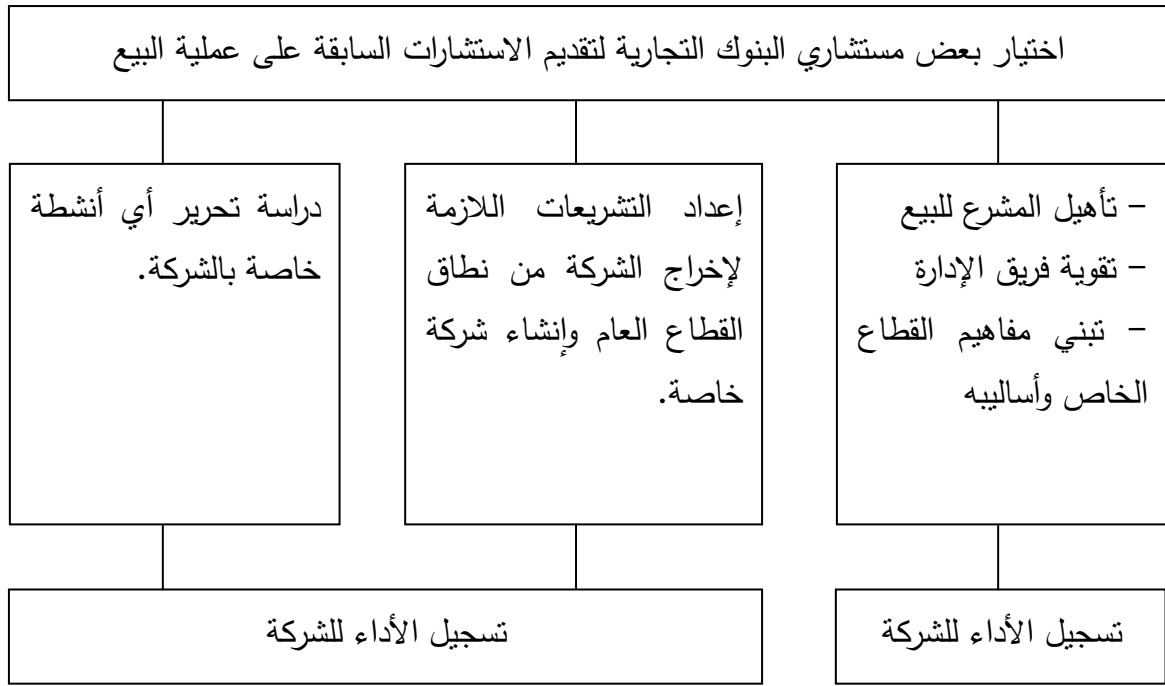 اختيار بعض مستشاري البنوك التجارية لتقديم الاستشارات السابقة على عملية البيع
– تأهيل المشرع للبيع
– تقوية فريق الإدارة
– تبني مفاهيم القطاع
الخاص وأساليبه
إعداد التشريعات اللازمة
لإخراج الشركة من نطاق
القطاع العام وإنشاء شركة
خاصة.
دراسة تحرير أي أنشطة
خاصة بالشركة.
تسجيل الأداء للشركة
تسجيل الأداء للشركة